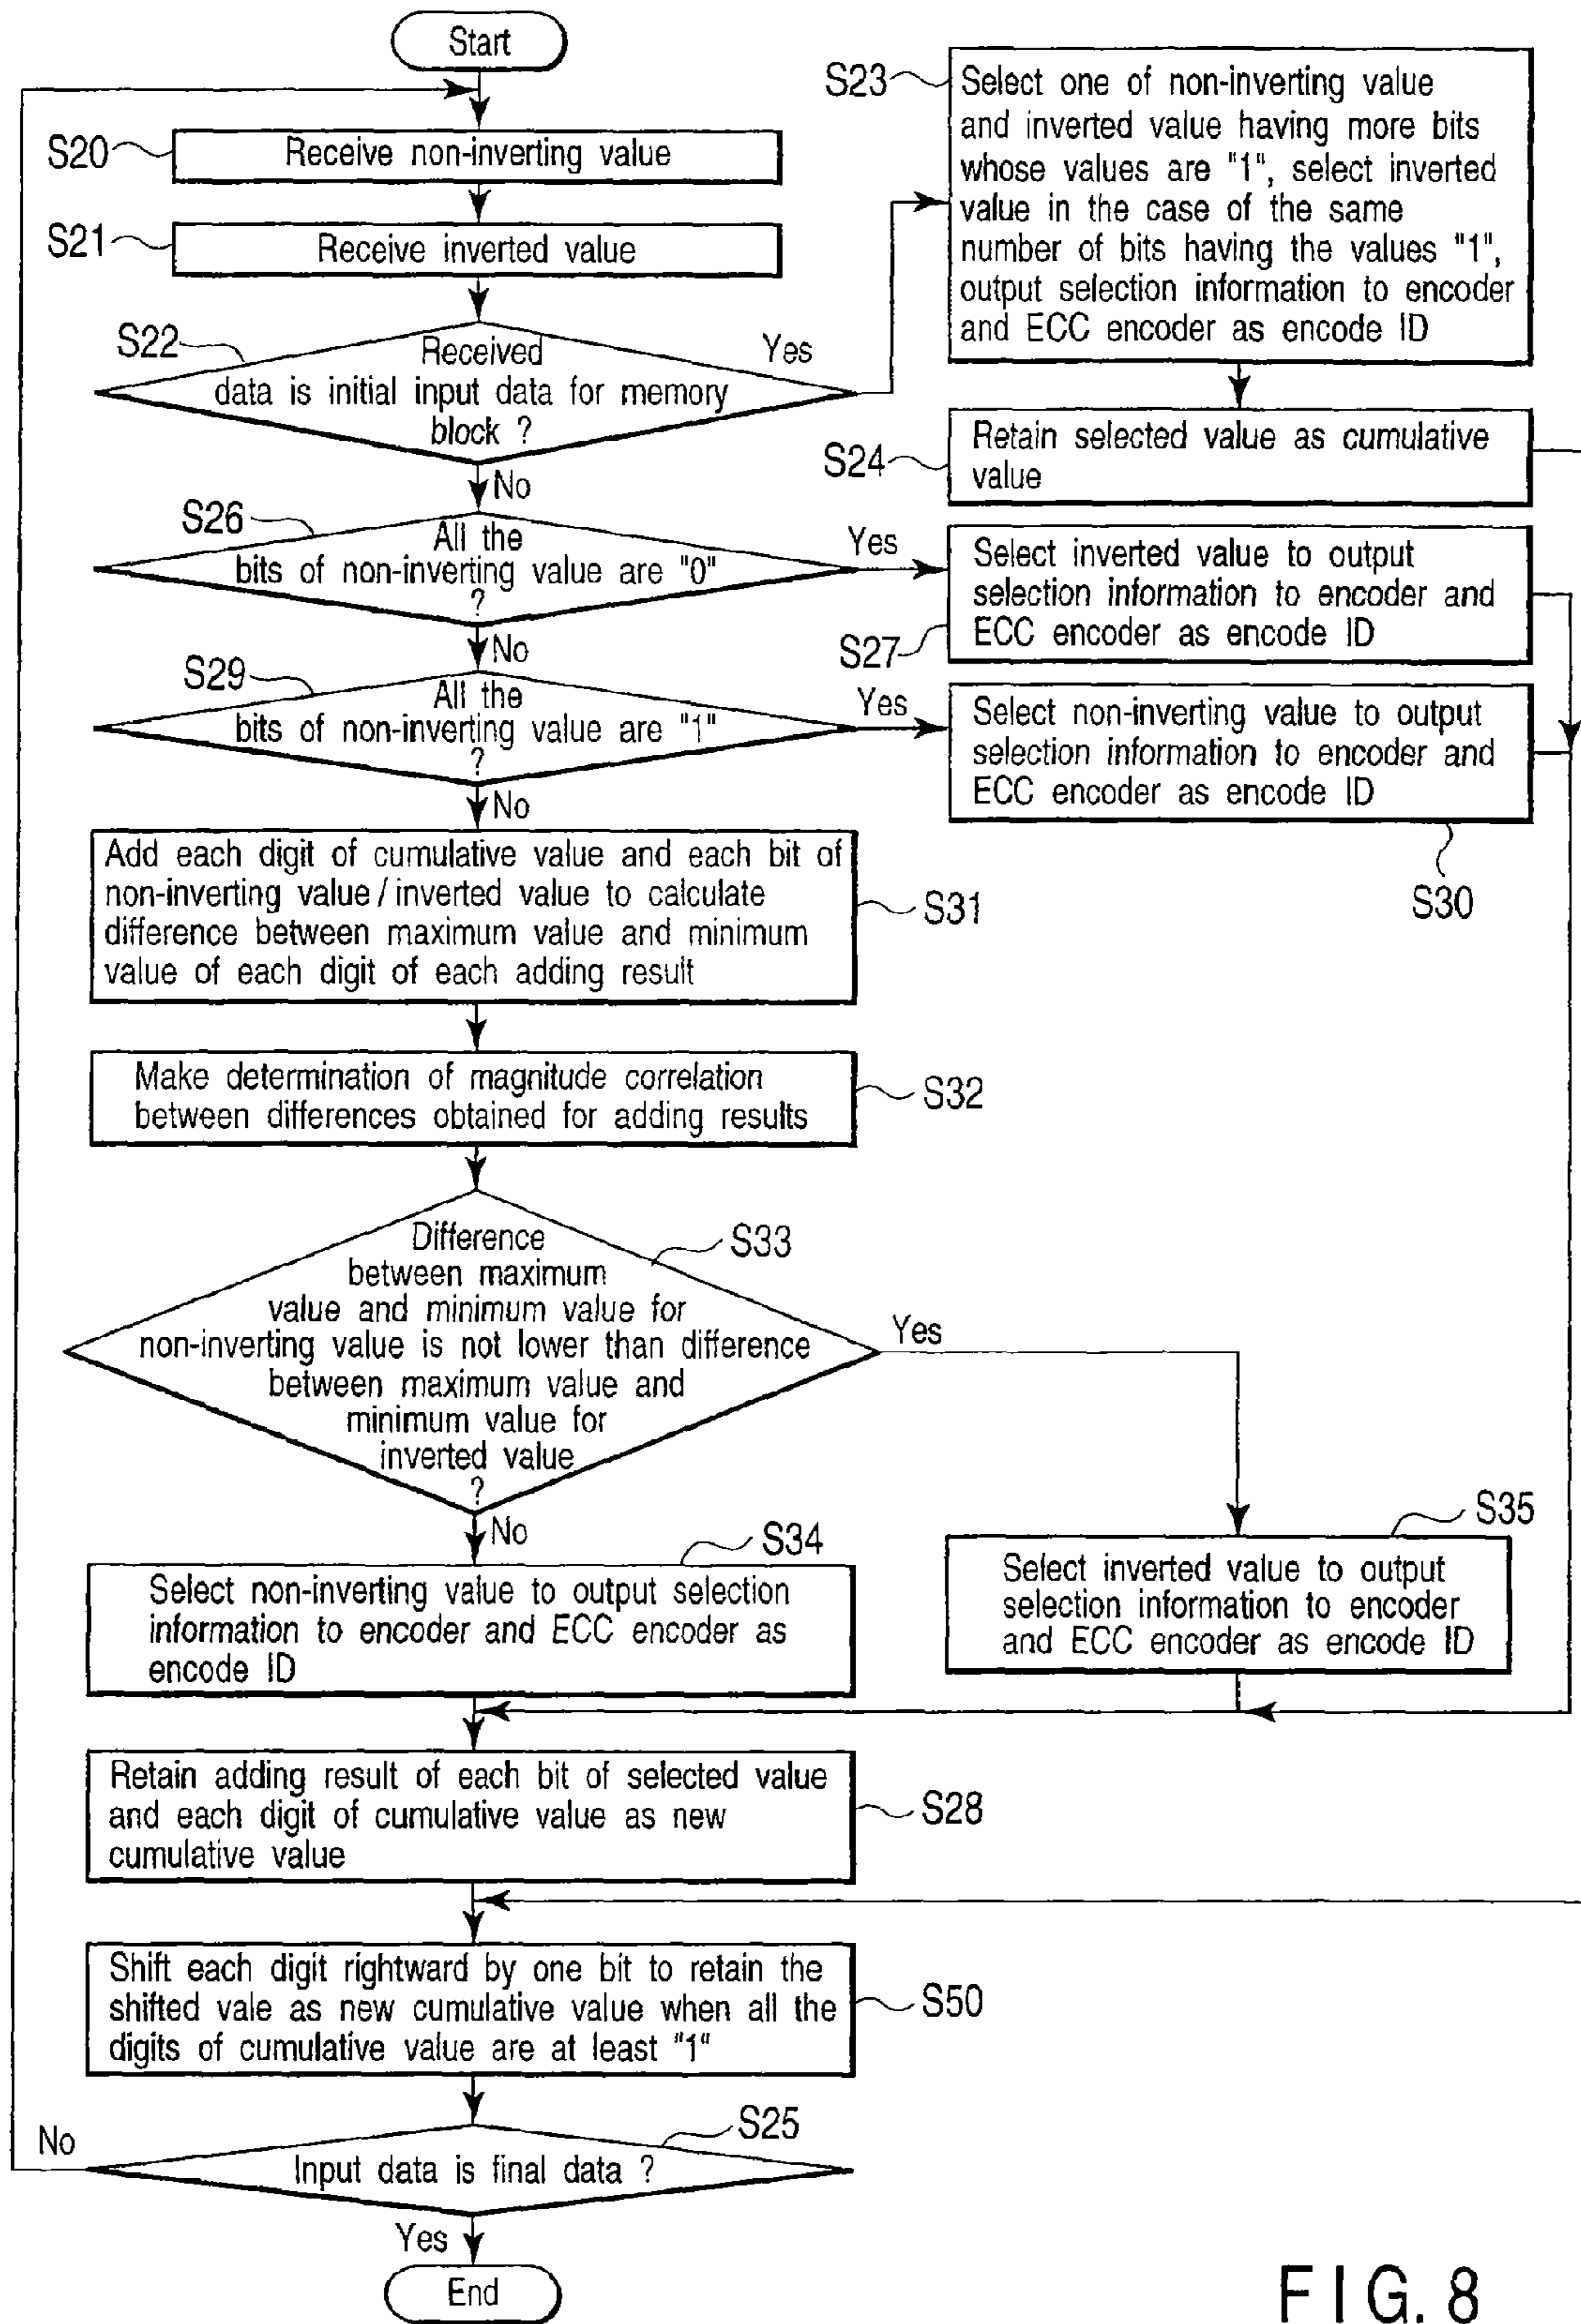 Start
S20
Receive non-inverting value
S21
Receive inverted value
S22
Received
data is initial input data for memory
block ?
Yes
No
S23
Select one of non-inverting value
and inverted value having more bits
whose values are "1", select inverted
value in the case of the same
number of bits having the values "1",
output selection information to encoder
and ECC encoder as encode ID
S24
Retain selected value as cumulative
value
S26
All the
bits of non-inverting value are "0"
?
Yes
No
Select inverted value to output
selection information to encoder and
ECC encoder as encode ID
S27
S29
All the
bits of non-inverting value are "1"
?
Yes
No
Select non-inverting value to output
selection information to encoder and
ECC encoder as encode ID
S30
Add each digit of cumulative value and each bit of
non-inverting value / inverted value to calculate
difference between maximum value and minimum
value of each digit of each adding result
S31
Make determination of magnitude correlation
between differences obtained for adding results
S32
Difference
between maximum
value and minimum value for
non-inverting value is not lower than difference
between maximum value and
minimum value for
inverted value
?
S33
Yes
No
S34
Select non-inverting value to output selection
information to encoder and ECC encoder as
encode ID
S35
Select inverted value to output
selection information to encoder
and ECC encoder as encode ID
Retain adding result of each bit of selected value
and each digit of cumulative value as new
cumulative value
S28
Shift each digit rightward by one bit to retain the
shifted vale as new cumulative value when all the
digits of cumulative value are at least "1"
S50
S25
No
Input data is final data ?
Yes
End
FIG. 8